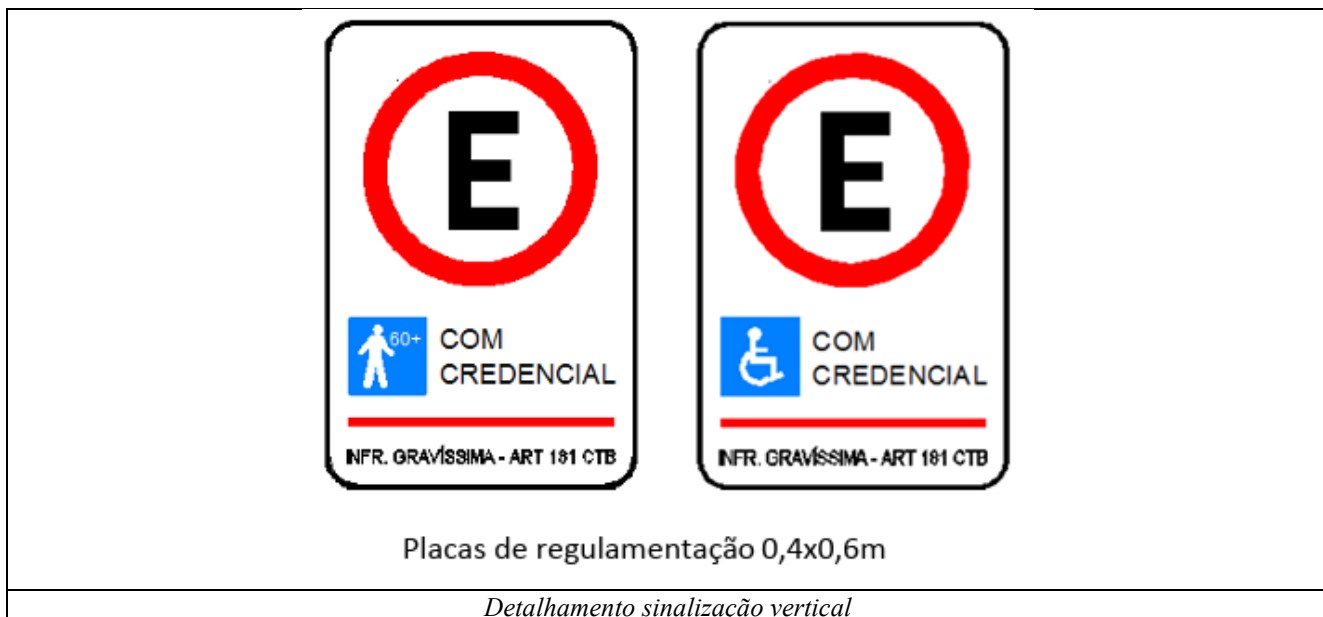 E
60+ COM
CREDENCIAL
INFR. GRAVÍSSIMA - ART 181 CTB
E
COM
CREDENCIAL
INFR. GRAVÍSSIMA - ART 181 CTB
Placas de regulamentação 0,4x0,6m
Detalhamento sinalização vertical